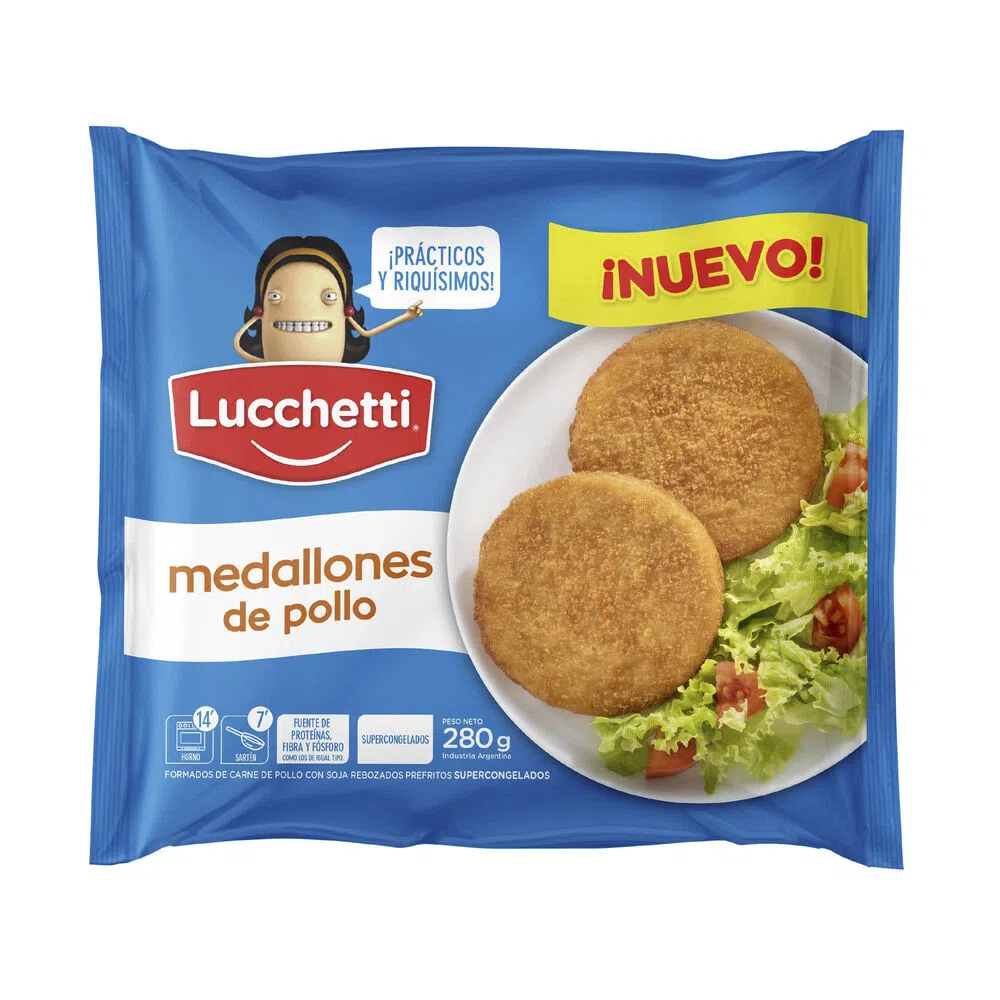 ¡PRÁCTICOS
Y RIQUÍSIMOS!
¡NUEVO!
Lucchetti®
medallones
de pollo
14'
HORNO
7'
SARTÉN
FUENTE DE
PROTEÍNAS,
FIBRA Y FÓSFORO
COMO LOS DE IGUAL TIPO.
SUPERCONGELADOS
PESO NETO
280g
Industria Argentina
FORMADOS DE CARNE DE POLLO CON SOJA REBOZADOS PREFRITOS SUPERCONGELADOS